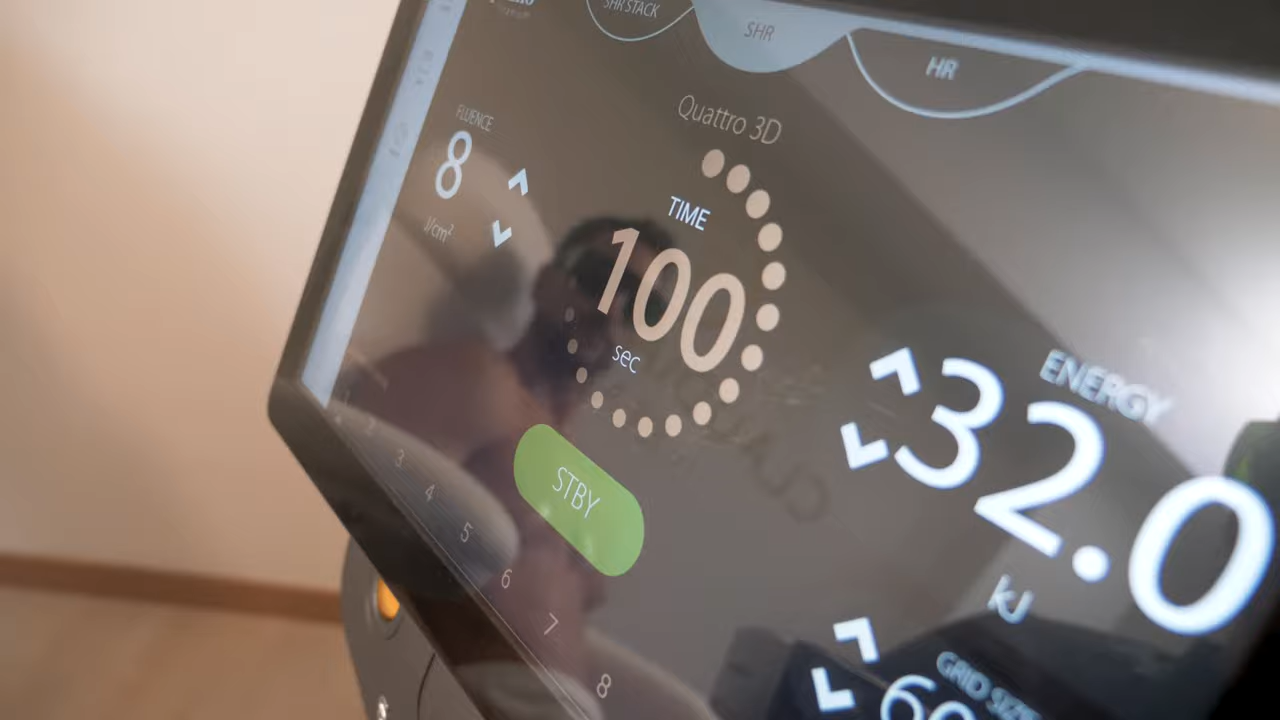 SHR STACK
SHR
HR
Quattro 3D
FLUENCE
8
J/cm²
TIME
100
sec
STBY
ENERGY
32.0
kJ
GRID SIZE
60
3
4
5
6
7
8